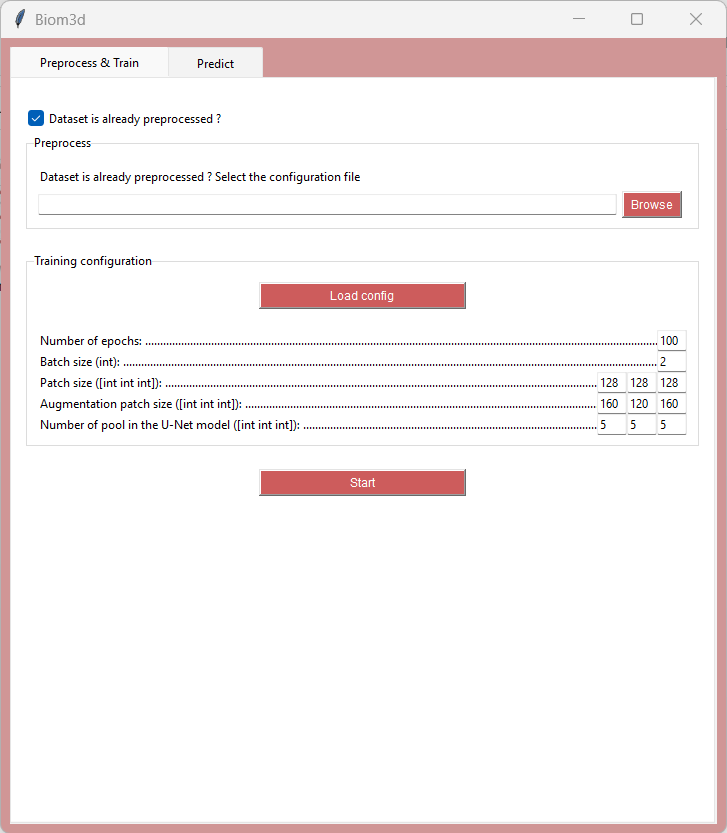 Biom3d
Preprocess & Train Predict
Dataset is already preprocessed ?
Preprocess
Dataset is already preprocessed ? Select the configuration file
Browse
Training configuration
Load config
Number of epochs: 100
Batch size (int): 2
Patch size ([int int int]): 128 128 128
Augmentation patch size ([int int int]): 160 120 160
Number of pool in the U-Net model ([int int int]): 5 5 5
Start